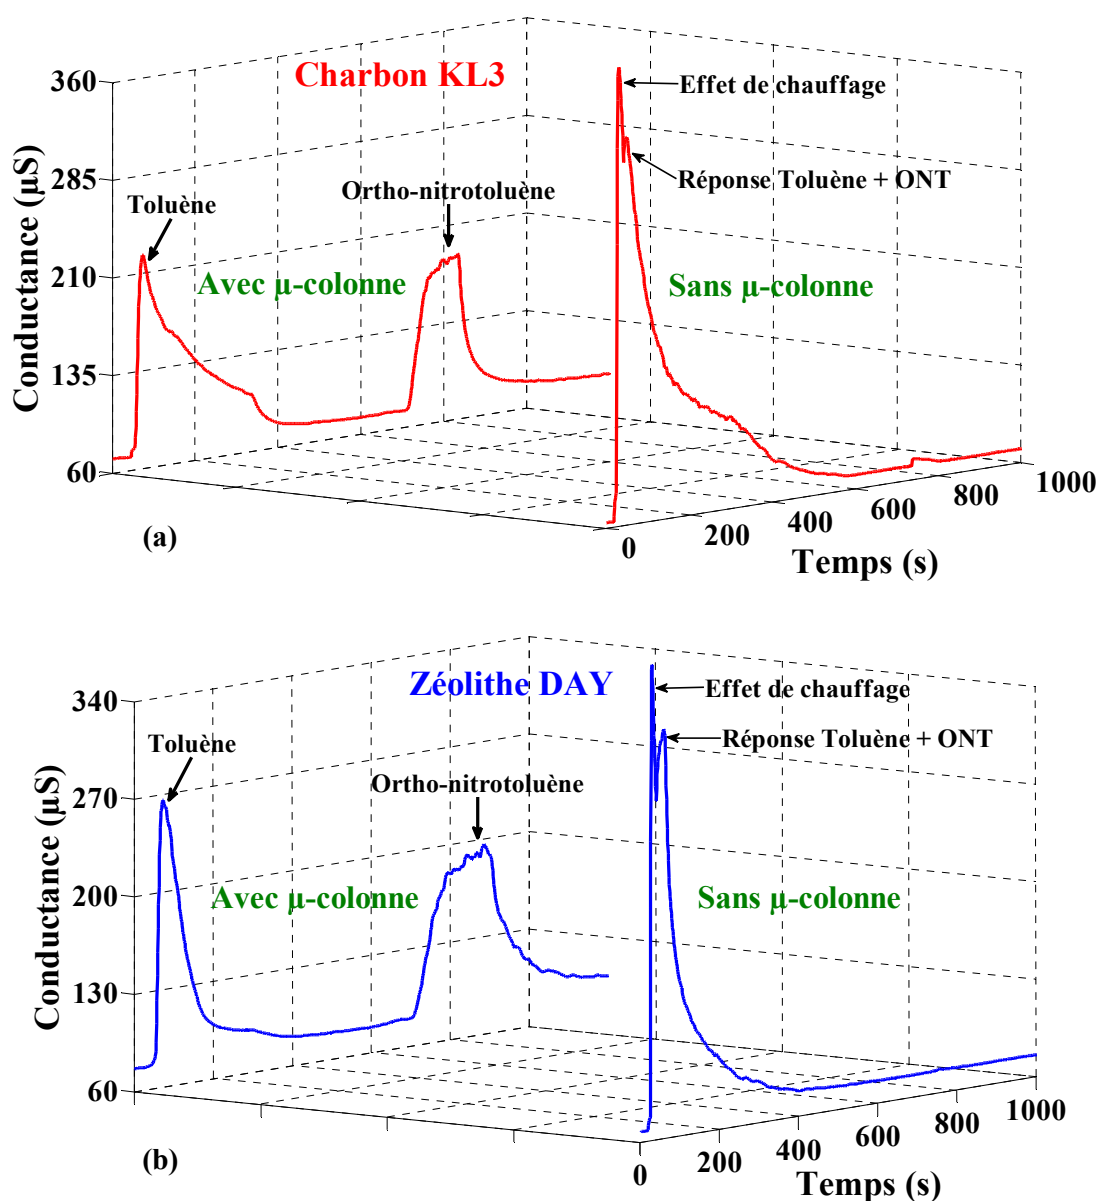 Charbon KL3
Effet de chauffage
Réponse Toluène + ONT
Toluène
Ortho-nitrotoluène
Avec µ-colonne
Sans µ-colonne
Conductance (µS)
360
285
210
135
60
0
200
400
600
800
1000
Temps (s)
(a)
Zéolithe DAY
Effet de chauffage
Réponse Toluène + ONT
Toluène
Ortho-nitrotoluène
Avec µ-colonne
Sans µ-colonne
Conductance (µS)
340
270
200
130
60
0
200
400
600
800
1000
Temps (s)
(b)